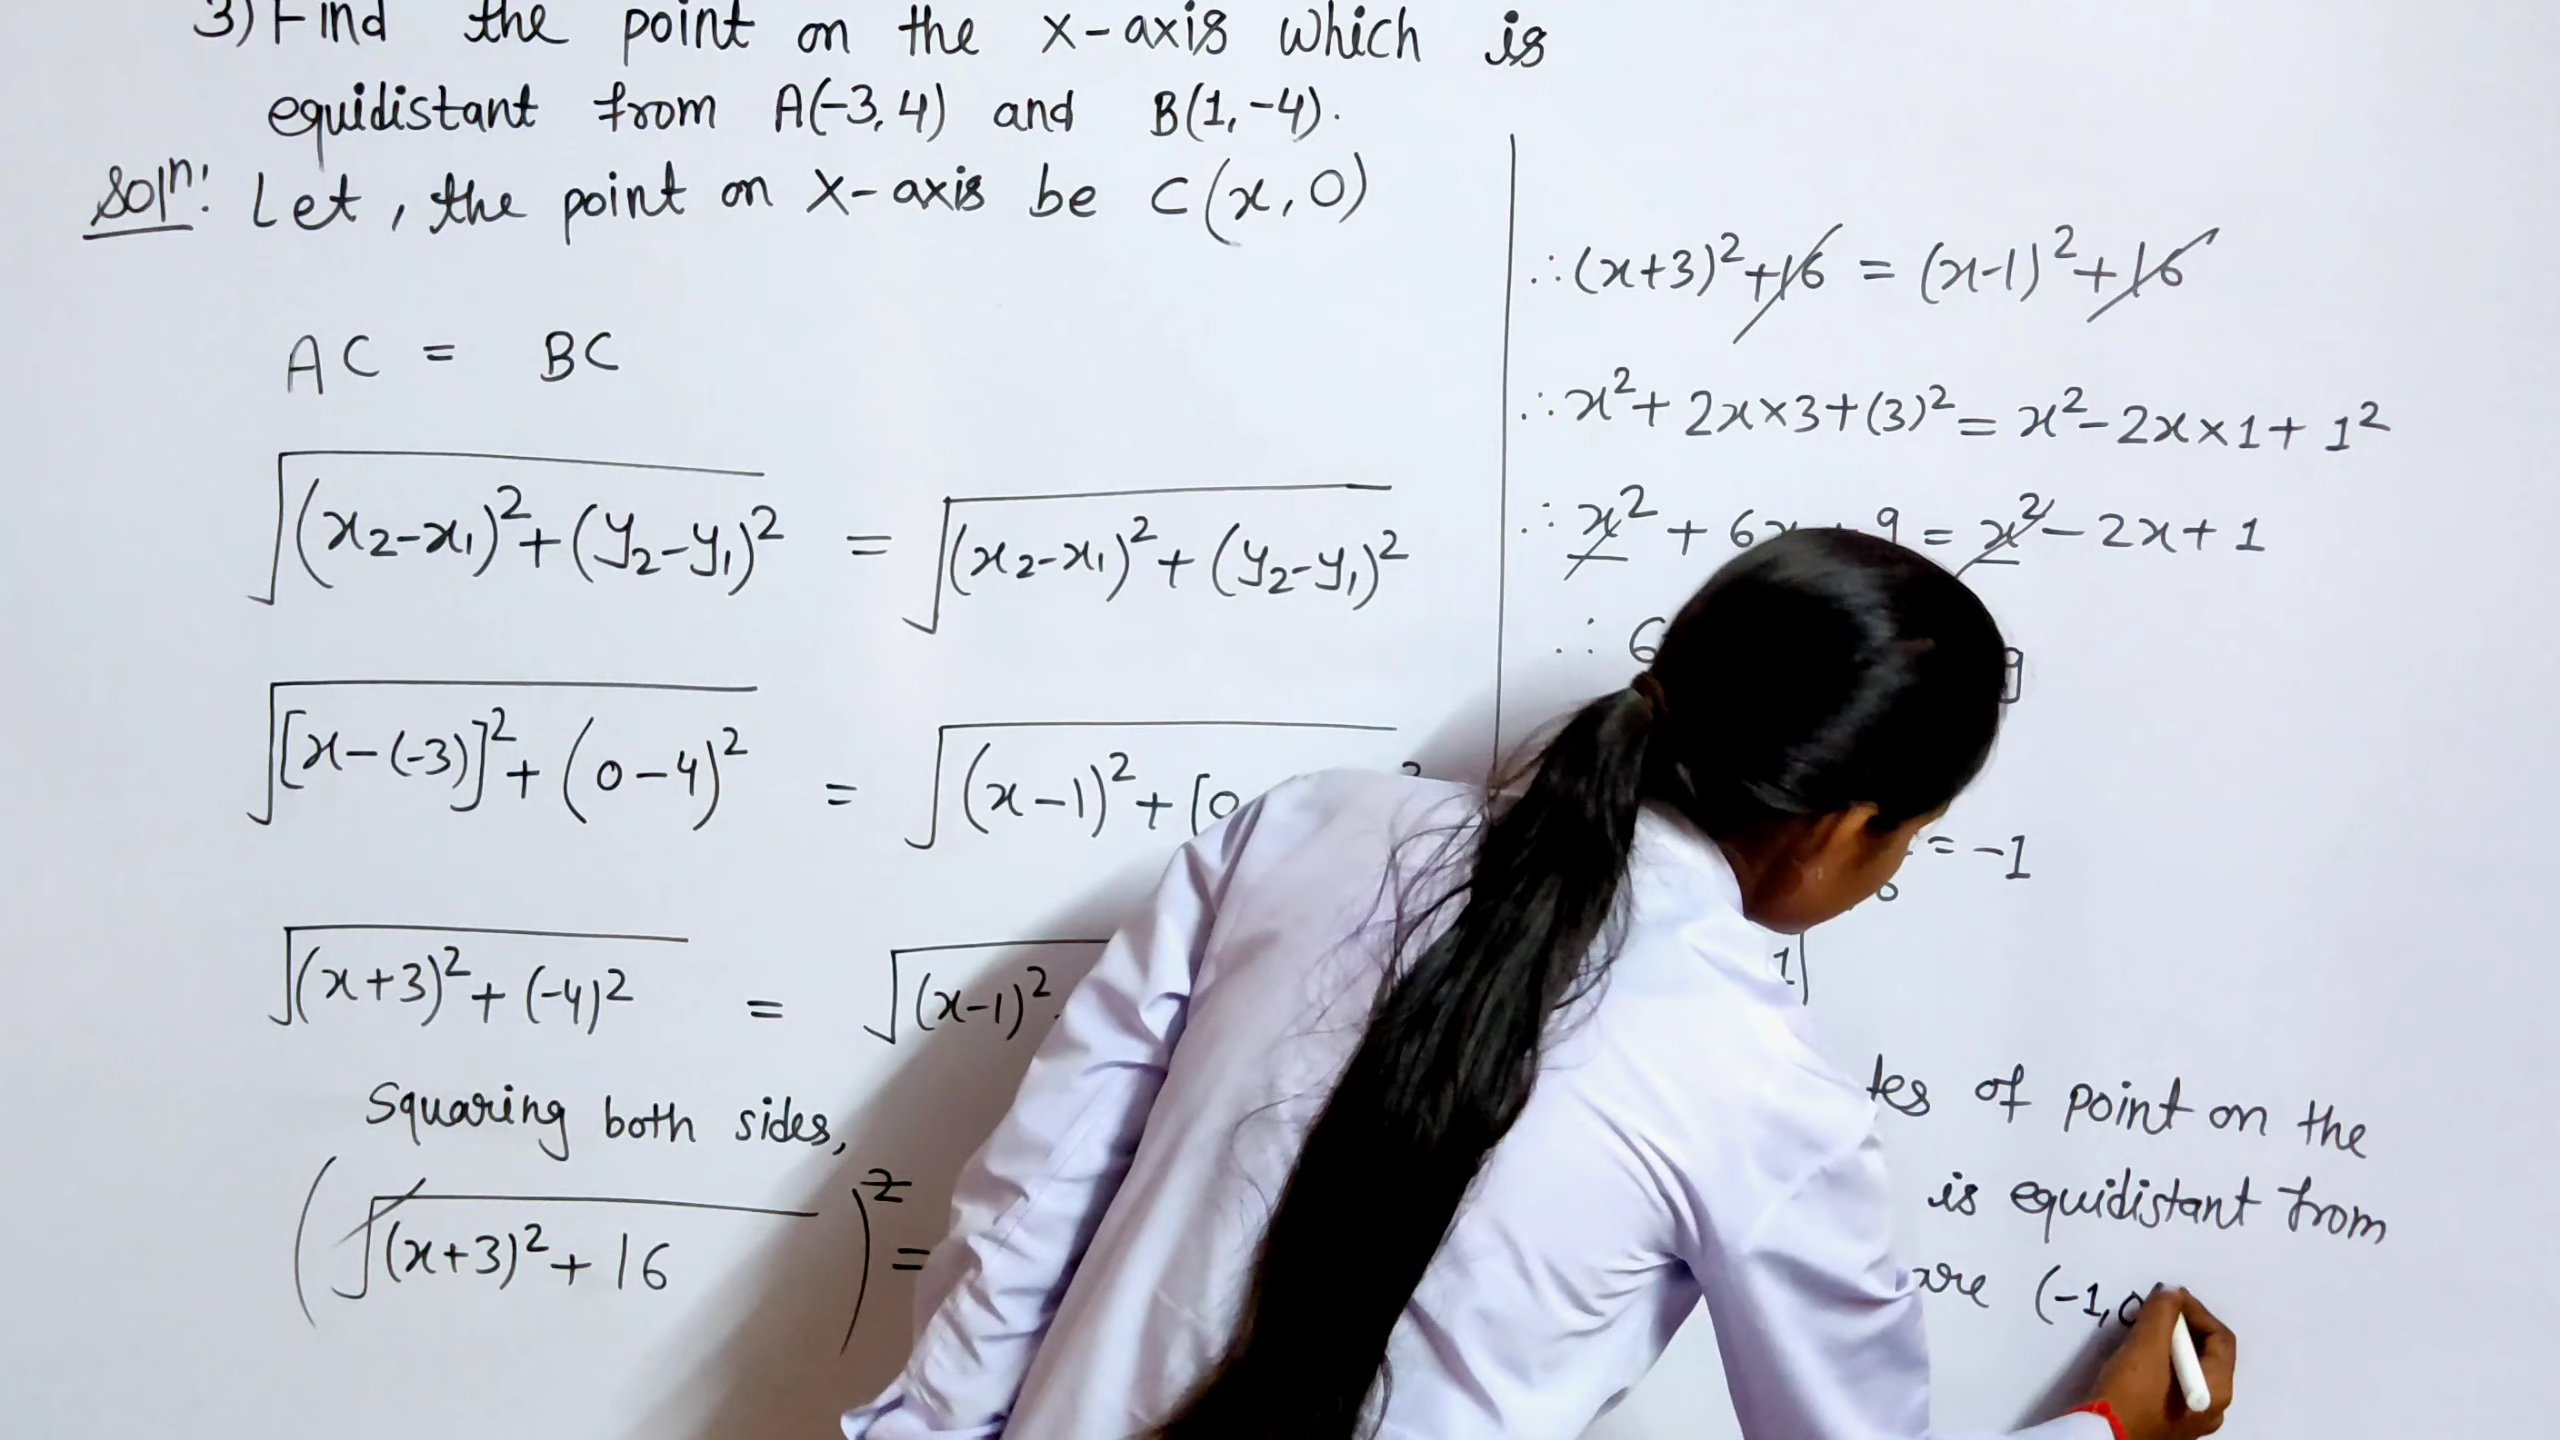 3) Find the point on the x-axis which is
equidistant from A(-3,4) and B(1,-4).
Solⁿ: Let, the point on X-axis be C(x,0)
AC = BC
√(x₂-x₁)²+(y₂-y₁)² = √(x₂-x₁)²+(y₂-y₁)²
√[x-(-3)]²+(0-4)² = √(x-1)²+[0
√(x+3)²+(-4)² = √(x-1)²
Squaring both sides,
(√(x+3)²+16)² =
∴(x+3)²+16 = (x-1)²+16
∴x²+2x×3+(3)²=x²-2x×1+1²
∴x²+6x+9=x²-2x+1
∴ 6 9
= -1
1
tes of point on the
is equidistant from
are (-1,0